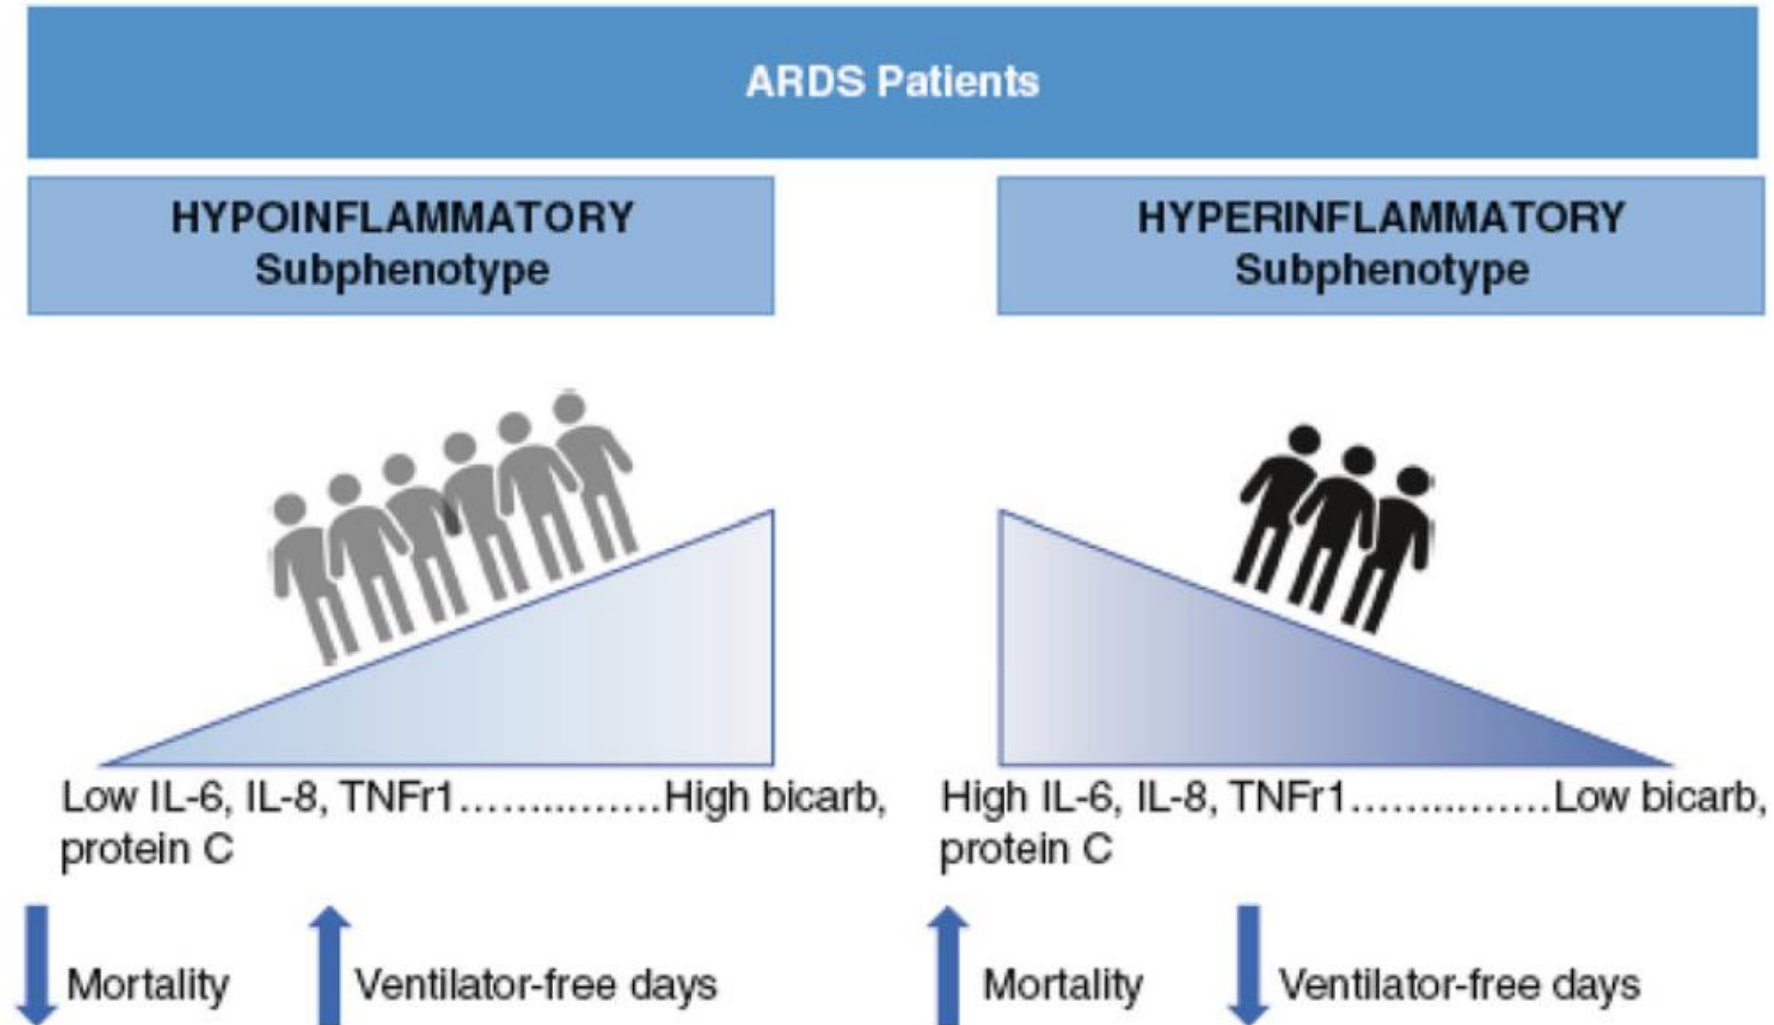 ARDS Patients
HYPOINFLAMMATORY
Subphenotype
HYPERINFLAMMATORY
Subphenotype
Low IL-6, IL-8, TNFr1……...…….High bicarb,
protein C
High IL-6, IL-8, TNFr1……...…….Low bicarb,
protein C
Mortality
Ventilator-free days
Mortality
Ventilator-free days